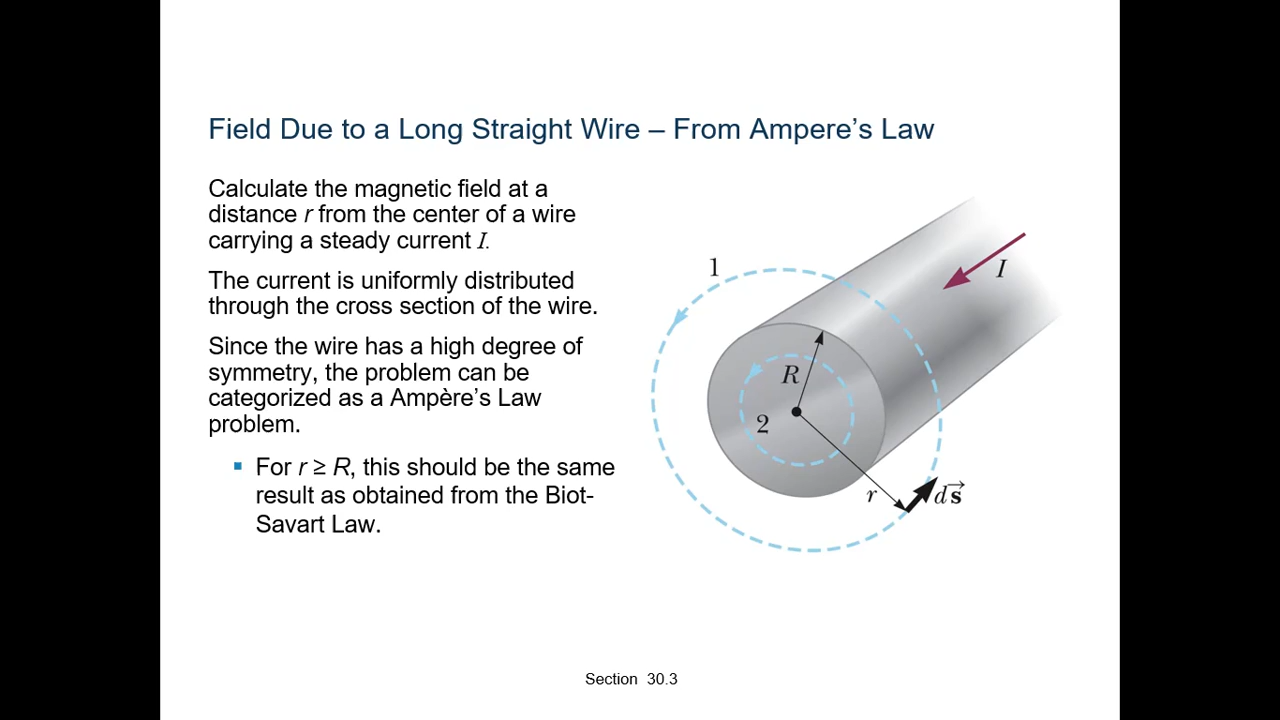 Field Due to a Long Straight Wire – From Ampere’s Law
Calculate the magnetic field at a
distance r from the center of a wire
carrying a steady current I.
The current is uniformly distributed
through the cross section of the wire.
Since the wire has a high degree of
symmetry, the problem can be
categorized as a Ampère’s Law
problem.
▪ For r ≥ R, this should be the same
result as obtained from the Biot-
Savart Law.
1
I
R
2
r
ds⃗
Section 30.3